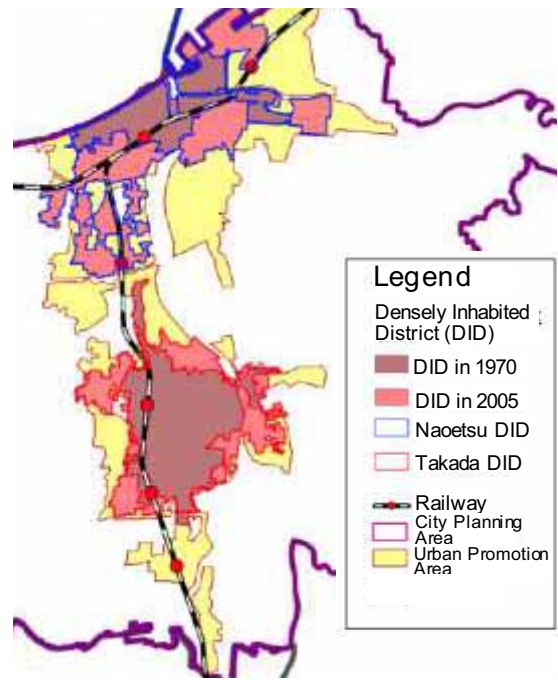 Legend
Densely Inhabited
District (DID)
DID in 1970
DID in 2005
Naoetsu DID
Takada DID
Railway
City Planning
Area
Urban Promotion
Area